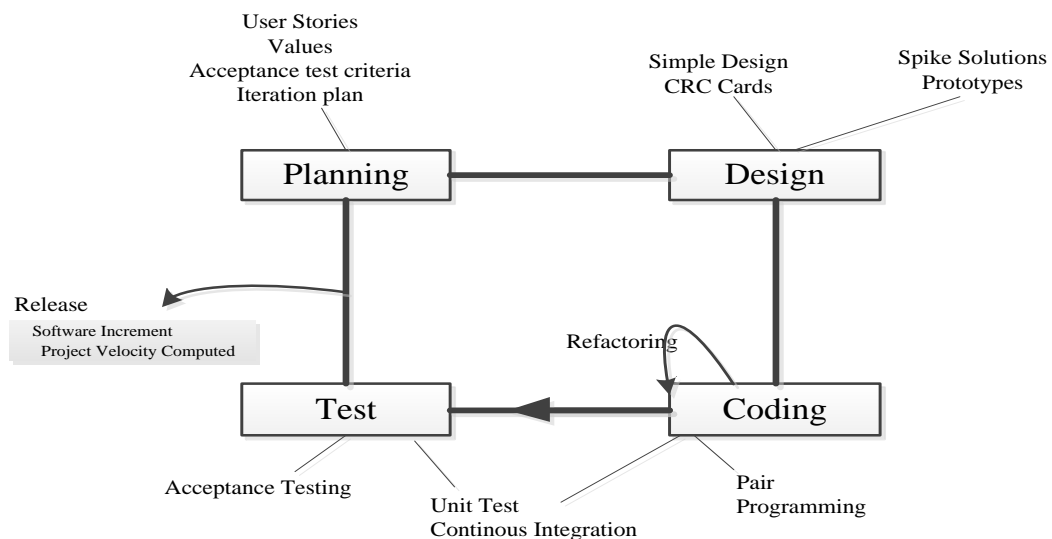 User Stories
Values
Acceptance test criteria
Iteration plan
Simple Design
CRC Cards
Spike Solutions
Prototypes
Planning
Design
Release
Software Increment
Project Velocity Computed
Refactoring
Test
Coding
Acceptance Testing
Unit Test
Continous Integration
Pair
Programming